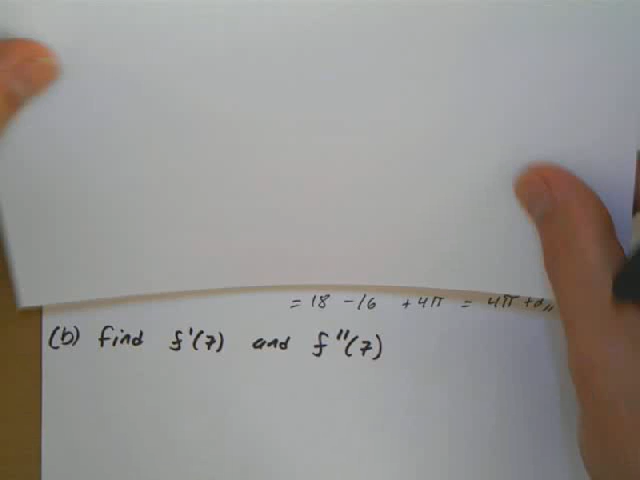 = 18 - 16 + 4π = 4π + 2
(b) find f'(7) and f''(7)